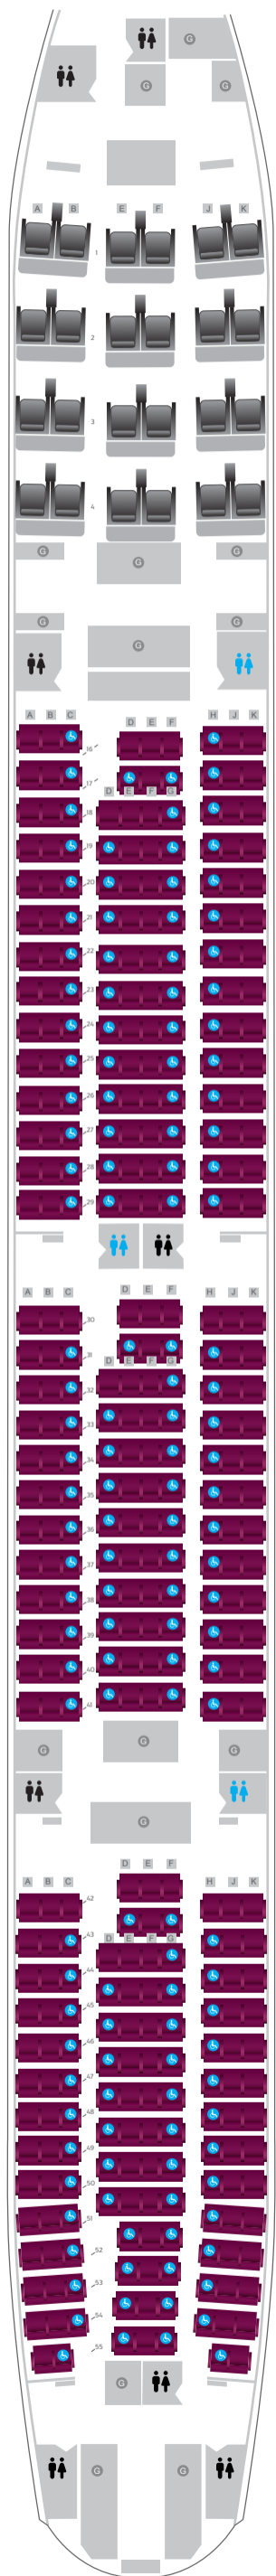 G
G
G
A B E F J K
1
2
3
4
G G
G
G G
G
A B C D E F H J K
16
17
D E F G
18
19
20
21
22
23
24
25
26
27
28
29
A B C D E F H J K
30
31
D E F G
32
33
34
35
36
37
38
39
40
41
G G
G
G
A B C D E F H J K
42
43
D E F G
44
45
46
47
48
49
50
51
52
53
54
55
G
G G